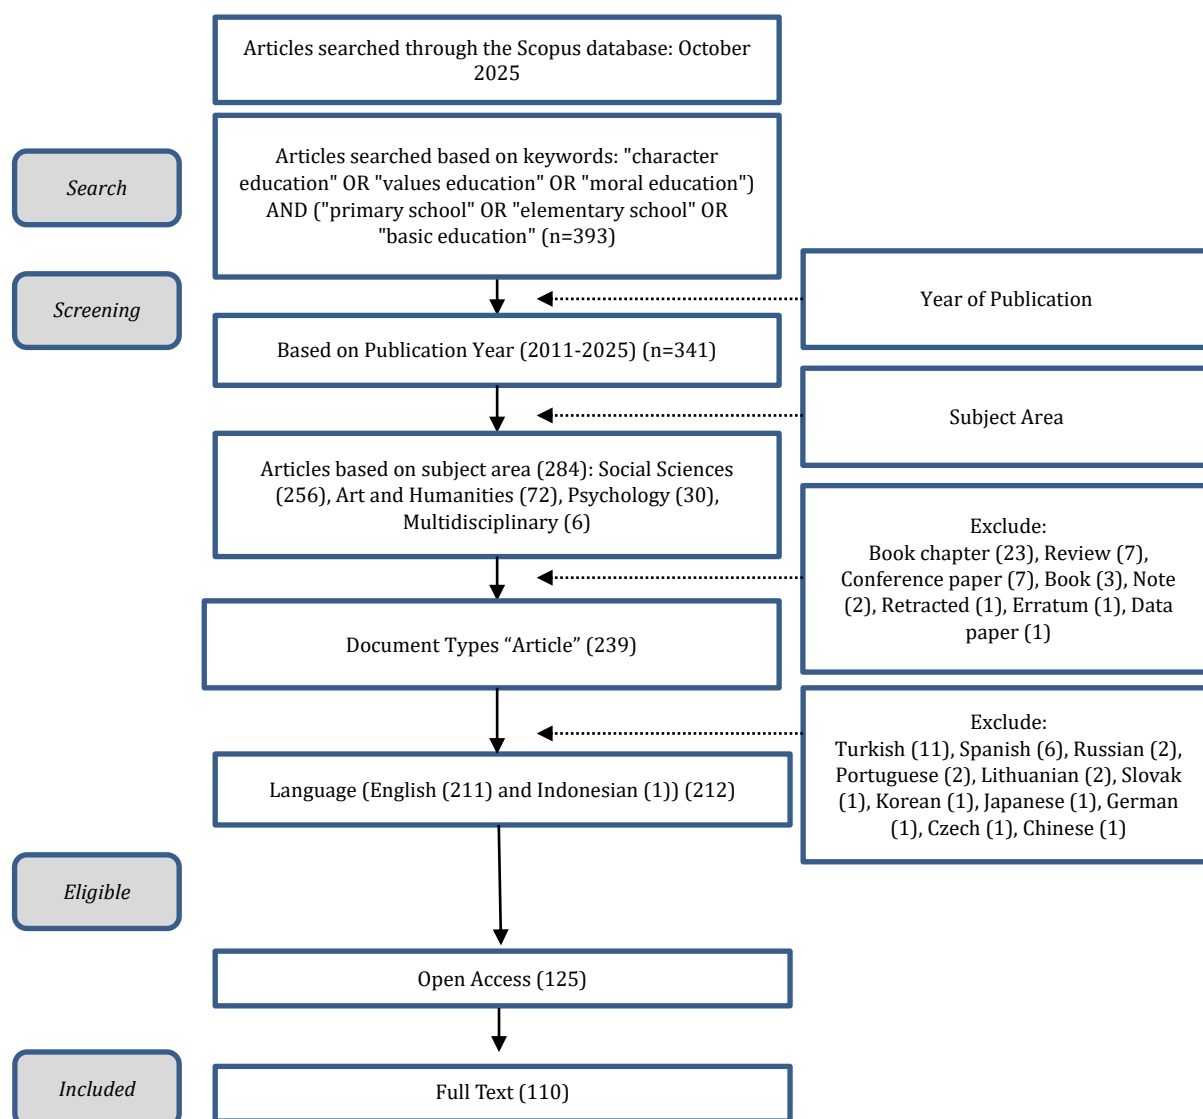 Articles searched through the Scopus database: October
2025
Search
Articles searched based on keywords: "character
education" OR "values education" OR "moral education")
AND ("primary school" OR "elementary school" OR
"basic education" (n=393)
Screening
Year of Publication
Based on Publication Year (2011-2025) (n=341)
Subject Area
Articles based on subject area (284): Social Sciences
(256), Art and Humanities (72), Psychology (30),
Multidisciplinary (6)
Exclude:
Book chapter (23), Review (7),
Conference paper (7), Book (3), Note
(2), Retracted (1), Erratum (1), Data
paper (1)
Document Types “Article” (239)
Exclude:
Turkish (11), Spanish (6), Russian (2),
Portuguese (2), Lithuanian (2), Slovak
(1), Korean (1), Japanese (1), German
(1), Czech (1), Chinese (1)
Language (English (211) and Indonesian (1)) (212)
Eligible
Open Access (125)
Included
Full Text (110)